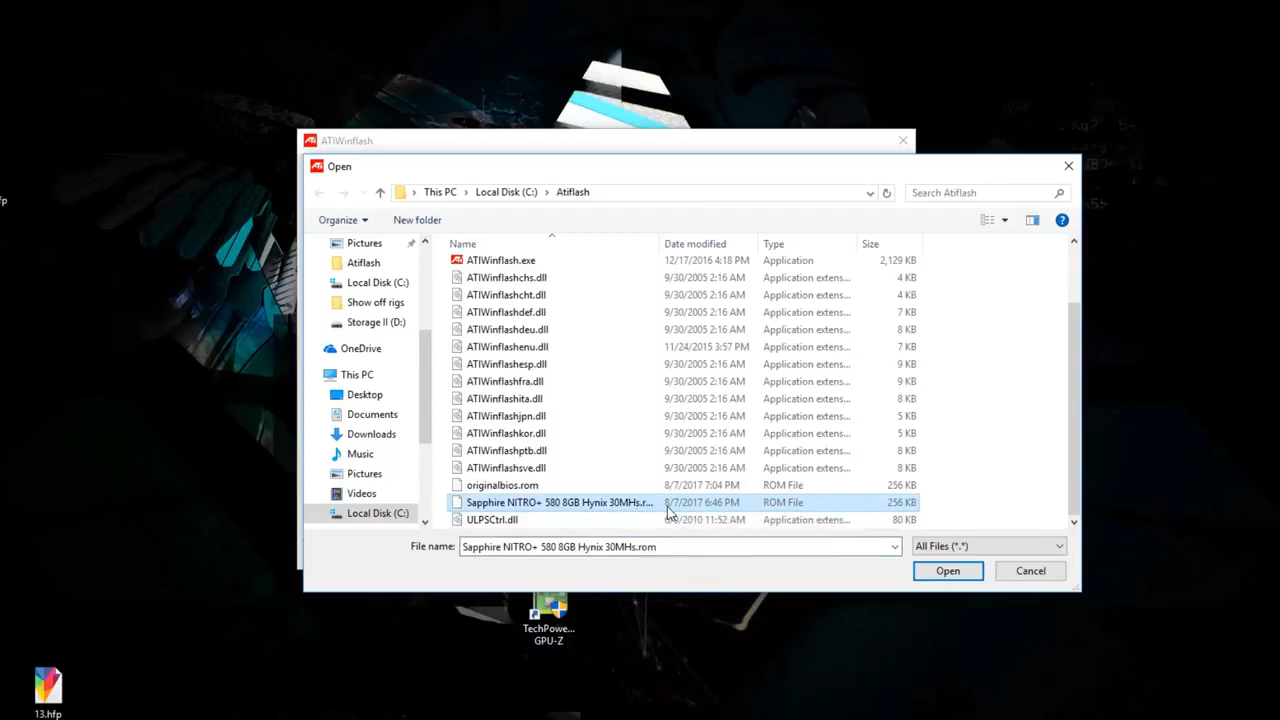 ATIWinflash
Open
This PC
Local Disk (C:)
Atiflash
Search Atiflash
Organize
New folder
Name
Date modified
Type
Size
Pictures
Atiflash
Local Disk (C:)
Show off rigs
Storage II (D:)
OneDrive
This PC
Desktop
Documents
Downloads
Music
Pictures
Videos
Local Disk (C:)
ATIWinflash.exe 12/17/2016 4:18 PM Application 2,129 KB
ATIWinflashchs.dll 9/30/2005 2:16 AM Application extens... 4 KB
ATIWinflashcht.dll 9/30/2005 2:16 AM Application extens... 4 KB
ATIWinflashdef.dll 9/30/2005 2:16 AM Application extens... 7 KB
ATIWinflashdeu.dll 9/30/2005 2:16 AM Application extens... 8 KB
ATIWinflashenu.dll 11/24/2015 3:57 PM Application extens... 7 KB
ATIWinflashesp.dll 9/30/2005 2:16 AM Application extens... 9 KB
ATIWinflashfra.dll 9/30/2005 2:16 AM Application extens... 9 KB
ATIWinflashita.dll 9/30/2005 2:16 AM Application extens... 8 KB
ATIWinflashjpn.dll 9/30/2005 2:16 AM Application extens... 5 KB
ATIWinflashkor.dll 9/30/2005 2:16 AM Application extens... 5 KB
ATIWinflashptb.dll 9/30/2005 2:16 AM Application extens... 8 KB
ATIWinflashsve.dll 9/30/2005 2:16 AM Application extens... 8 KB
originalbios.rom 8/7/2017 7:04 PM ROM File 256 KB
Sapphire NITRO+ 580 8GB Hynix 30MHs.r... 8/7/2017 6:46 PM ROM File 256 KB
ULPSCtrl.dll 11:52 AM Application extens... 80 KB
File name: Sapphire NITRO+ 580 8GB Hynix 30MHs.rom
All Files (*.*)
Open
Cancel
TechPowe...
GPU-Z
13.hfp